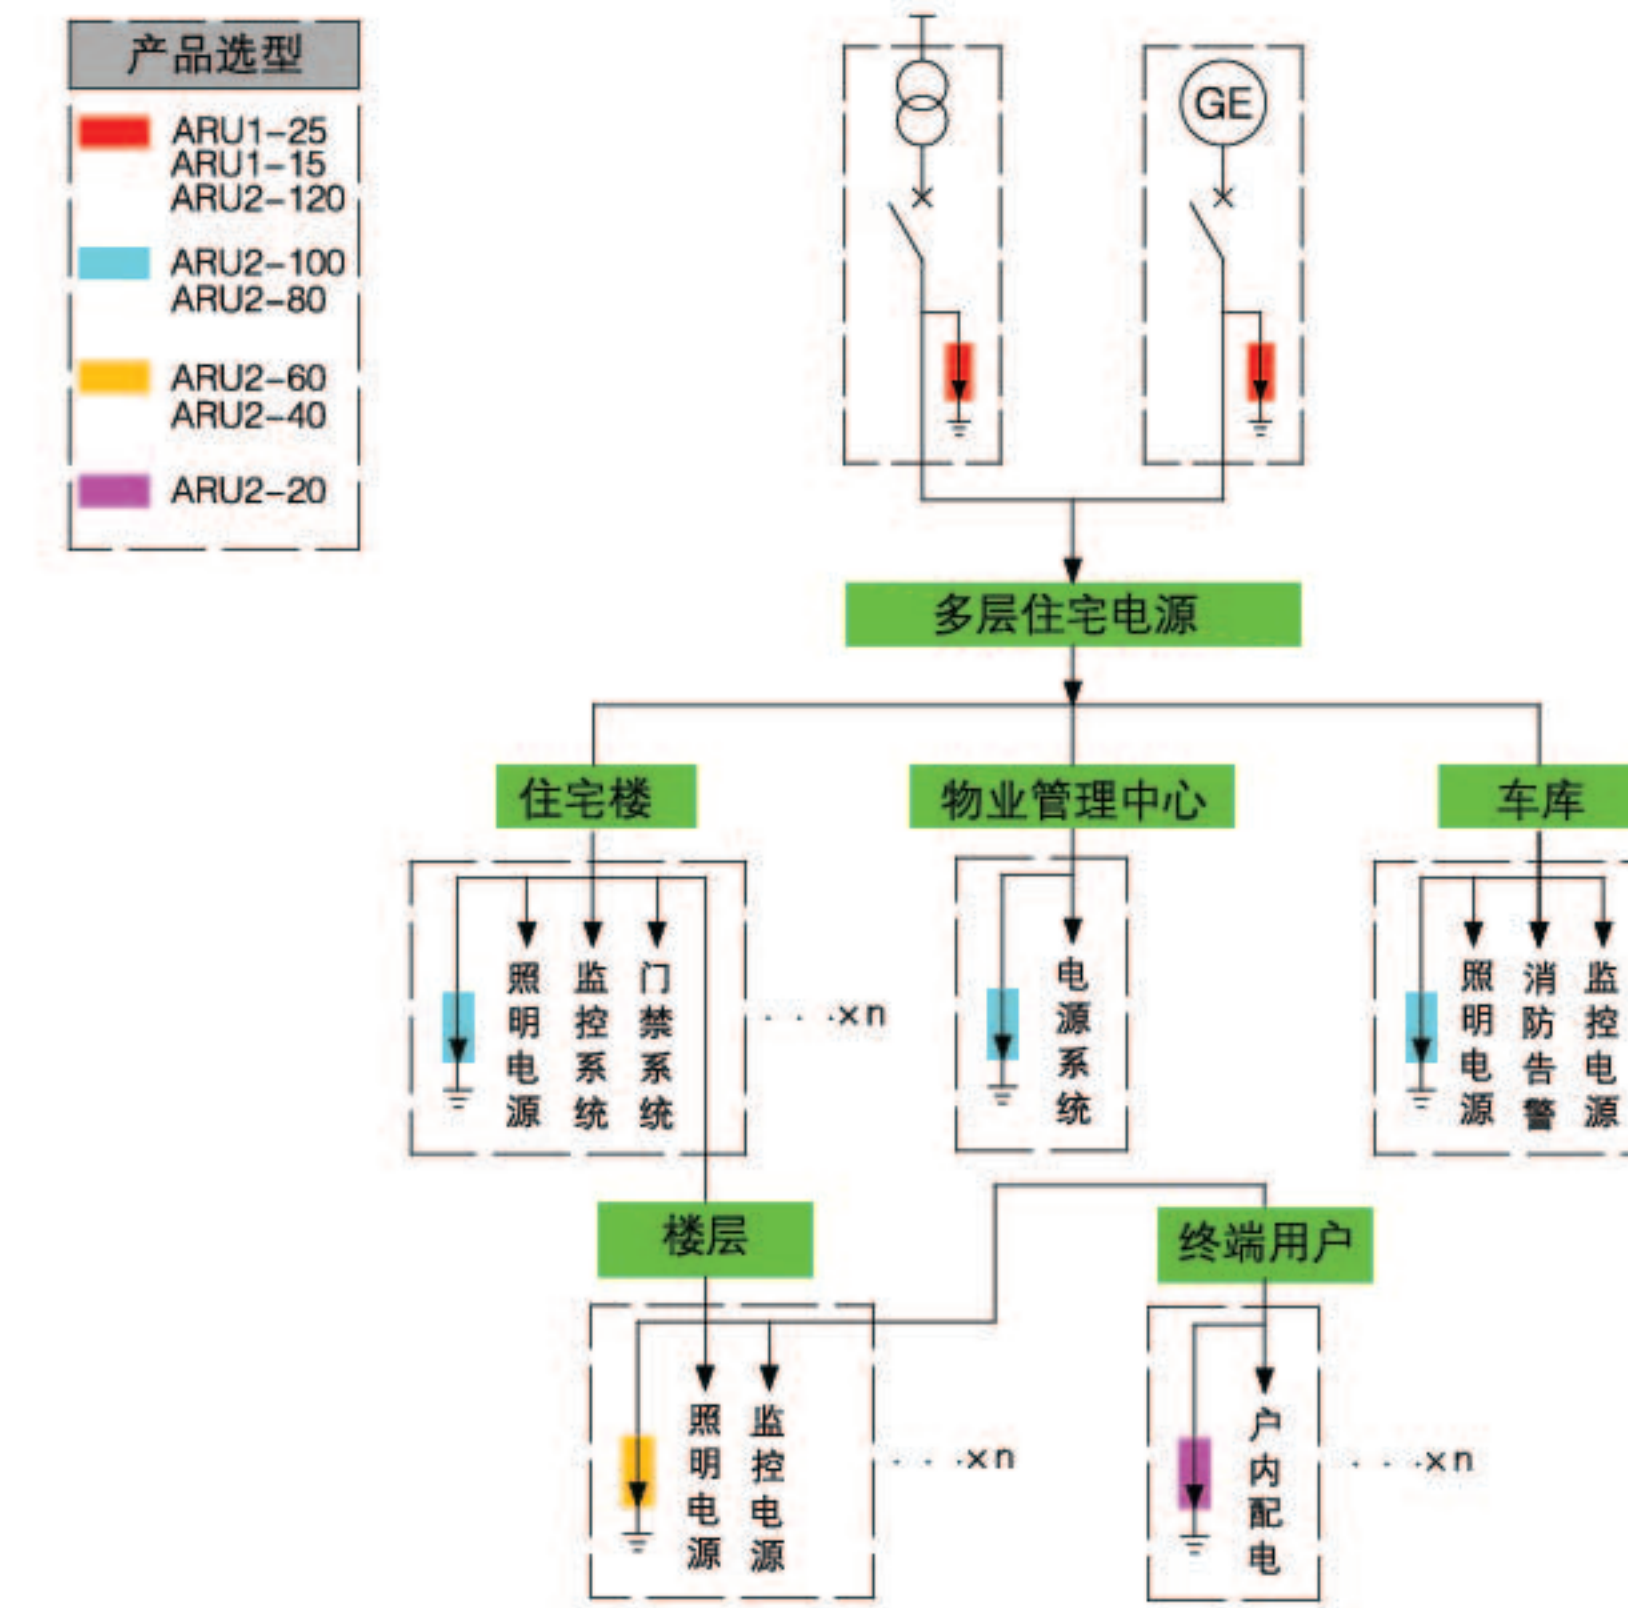 产品选型
ARU1-25
ARU1-15
ARU2-120
ARU2-100
ARU2-80
ARU2-60
ARU2-40
ARU2-20
GE
多层住宅电源
住宅楼
物业管理中心
车库
照明电源
监控系统
门禁系统
···×n
电源系统
照明电源
消防告警
监控电源
楼层
终端用户
照明电源
监控电源
···×n
户内配电
···×n